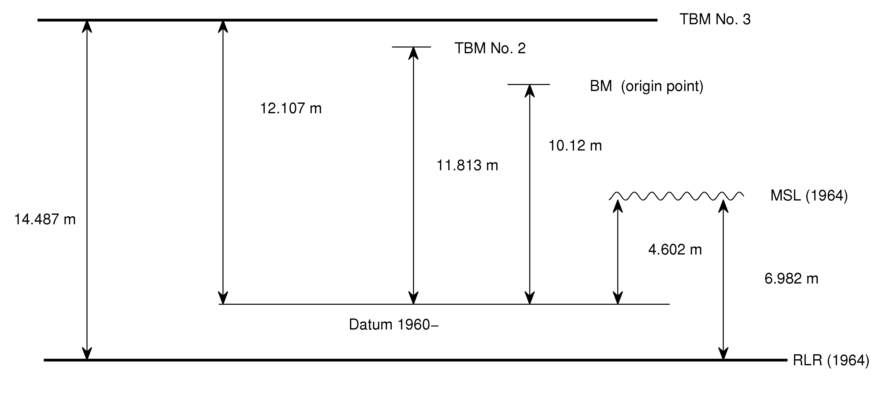 TBM No. 3
TBM No. 2
BM (origin point)
12.107 m
10.12 m
11.813 m
MSL (1964)
14.487 m
4.602 m
6.982 m
Datum 1960–
RLR (1964)